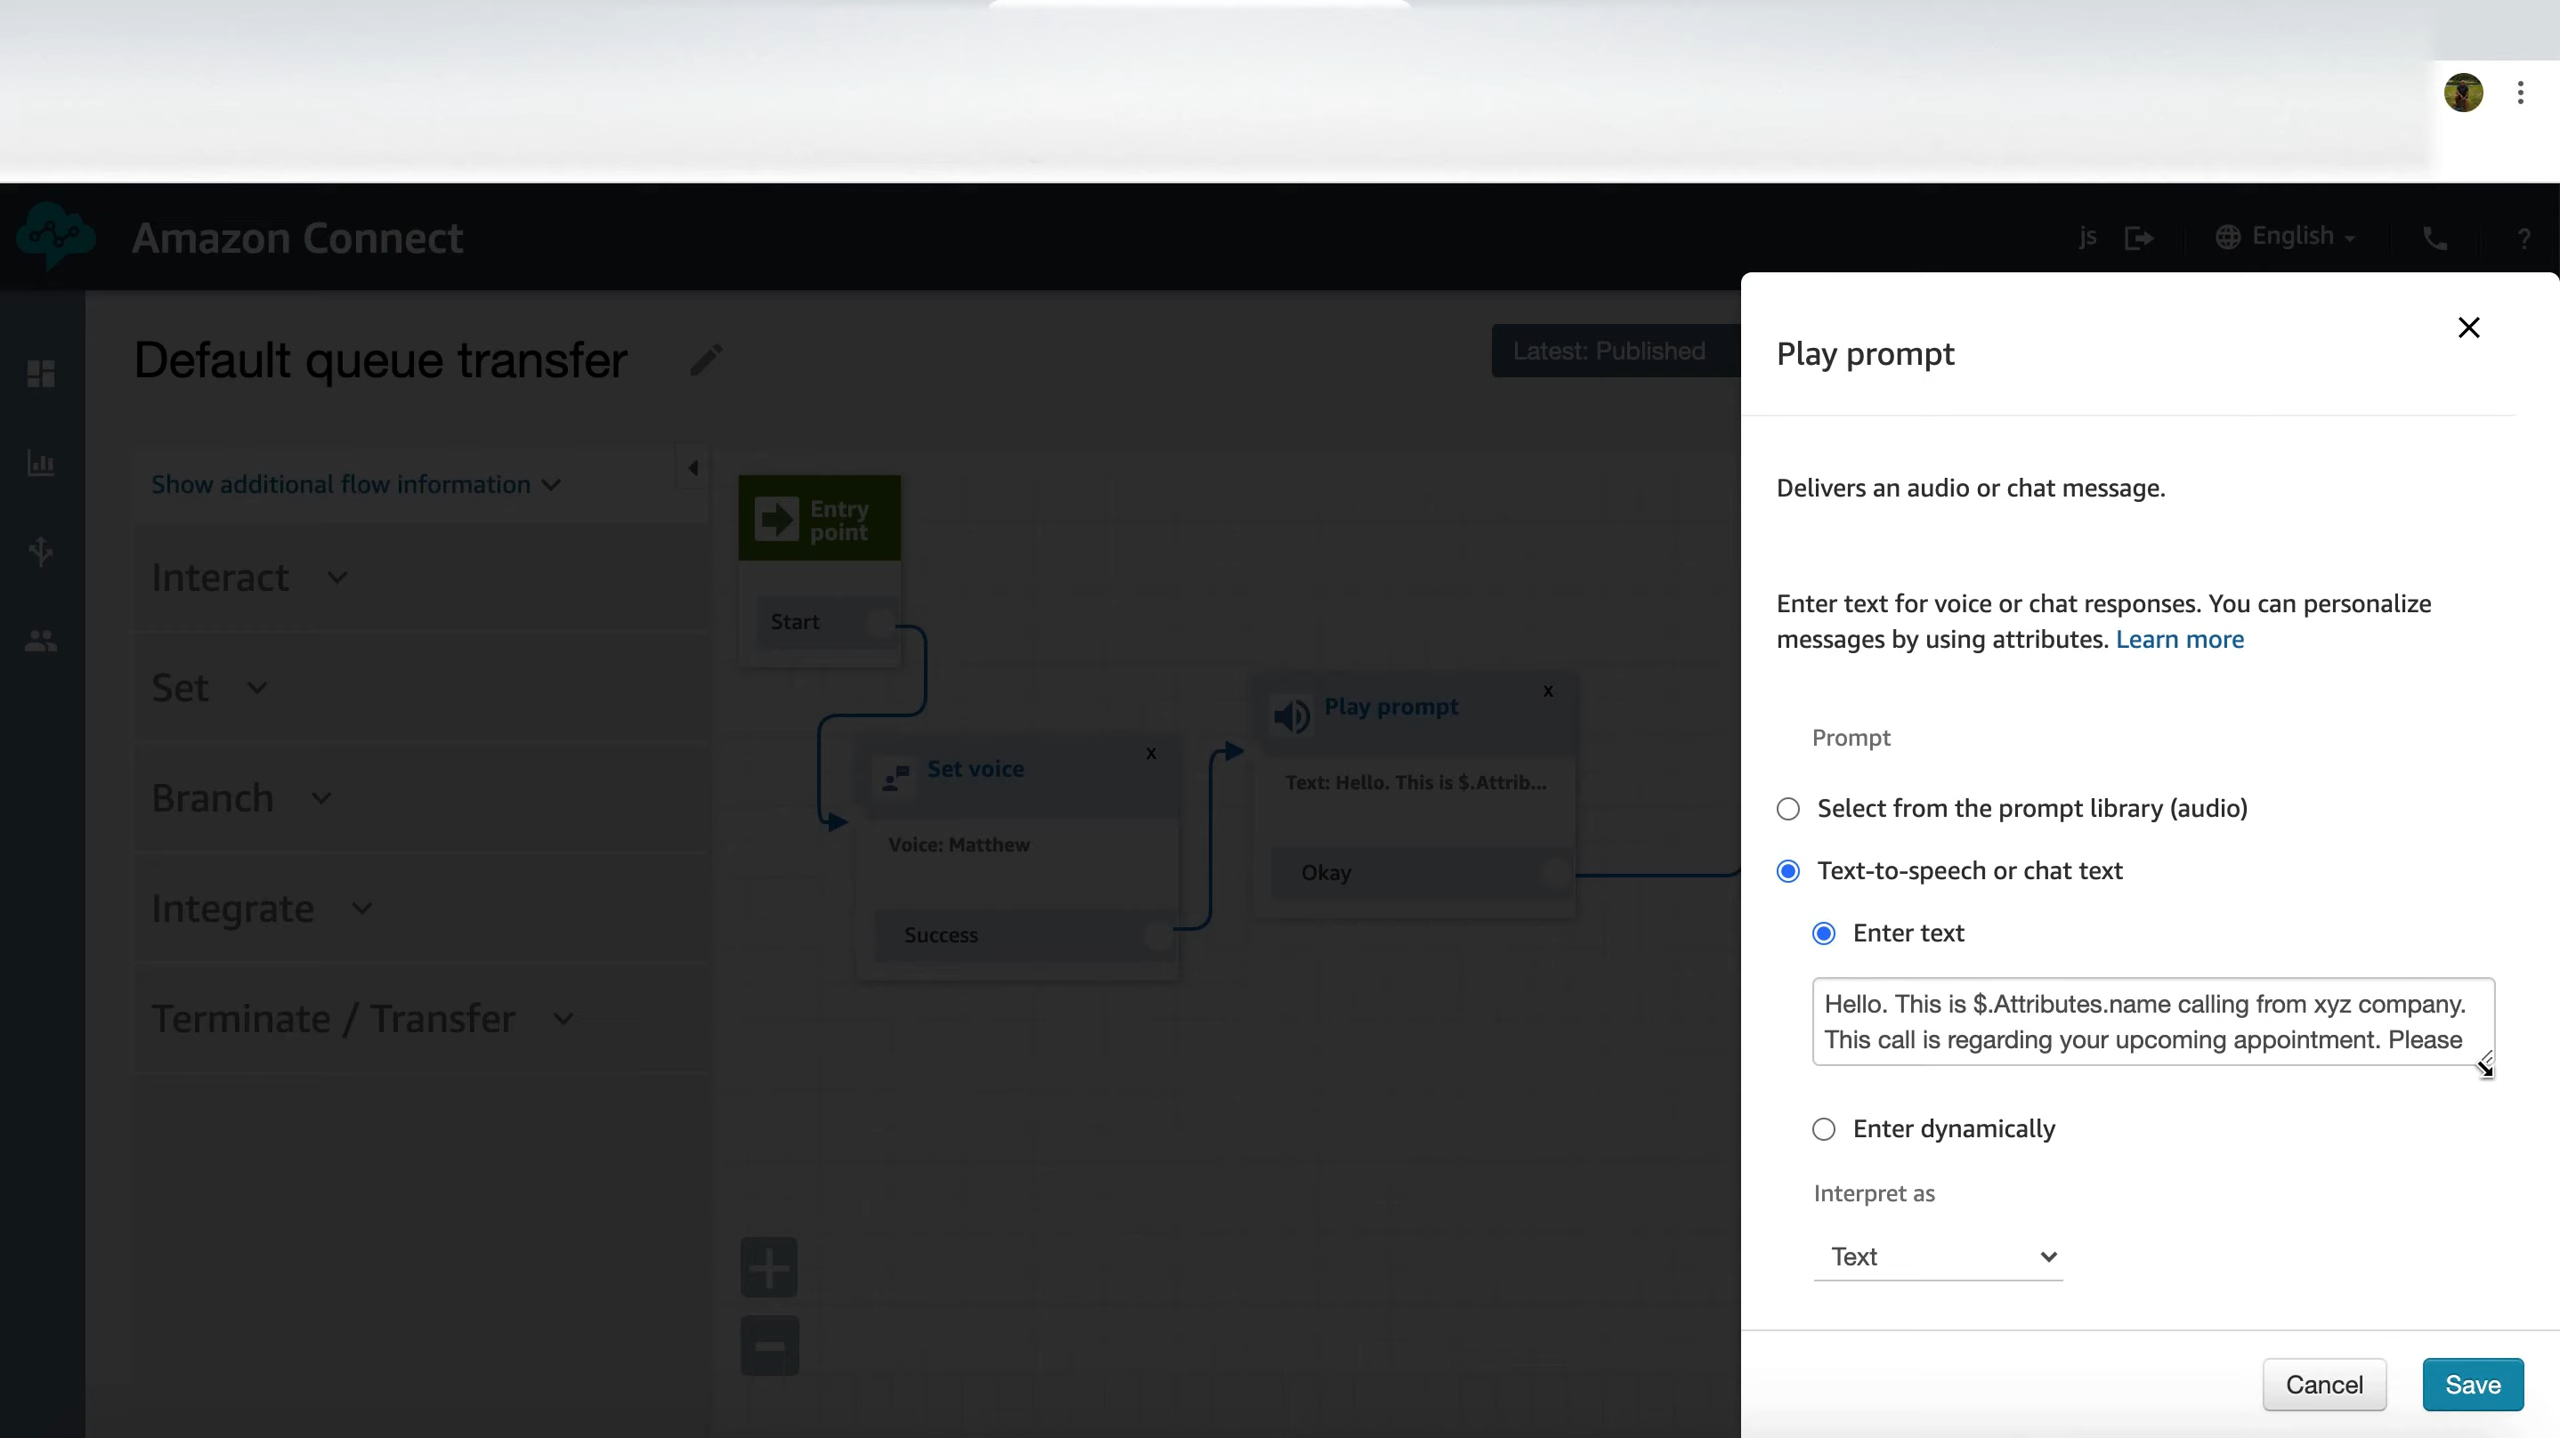 Amazon Connect
js
English
?
Default queue transfer
Latest: Published
Show additional flow information
Interact
Set
Branch
Integrate
Terminate / Transfer
Entry
point
Start
Set voice
x
Voice: Matthew
Success
Play prompt
x
Text: Hello. This is $.Attrib...
Okay
Play prompt
Delivers an audio or chat message.
Enter text for voice or chat responses. You can personalize
messages by using attributes. Learn more
Prompt
Select from the prompt library (audio)
Text-to-speech or chat text
Enter text
Hello. This is $.Attributes.name calling from xyz company.
This call is regarding your upcoming appointment. Please
Enter dynamically
Interpret as
Text
Cancel
Save